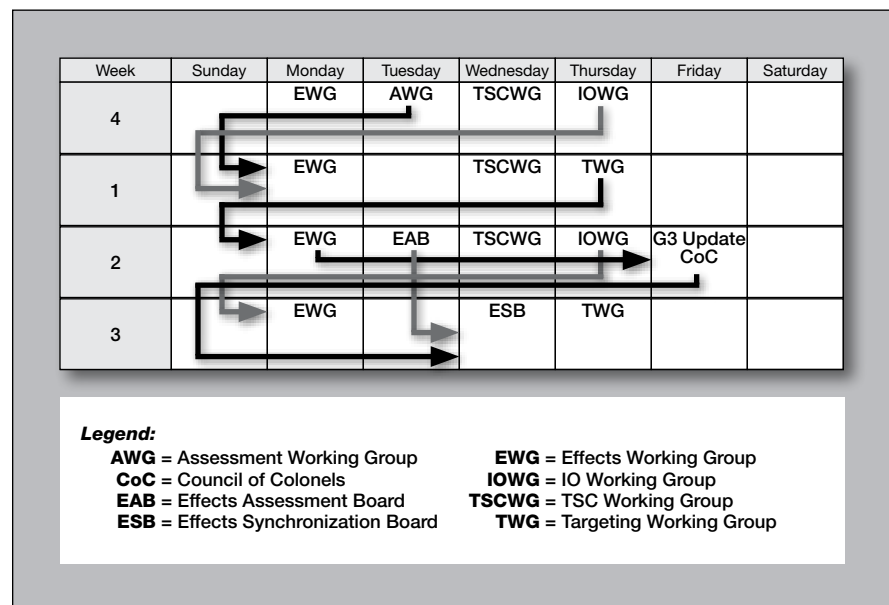 Week Sunday Monday Tuesday Wednesday Thursday Friday Saturday
4 EWG AWG TSCWG IOWG
1 EWG TSCWG TWG
2 EWG EAB TSCWG IOWG G3 Update
CoC
3 EWG ESB TWG
Legend:
AWG = Assessment Working Group
CoC = Council of Colonels
EAB = Effects Assessment Board
ESB = Effects Synchronization Board
EWG = Effects Working Group
IOWG = IO Working Group
TSCWG = TSC Working Group
TWG = Targeting Working Group